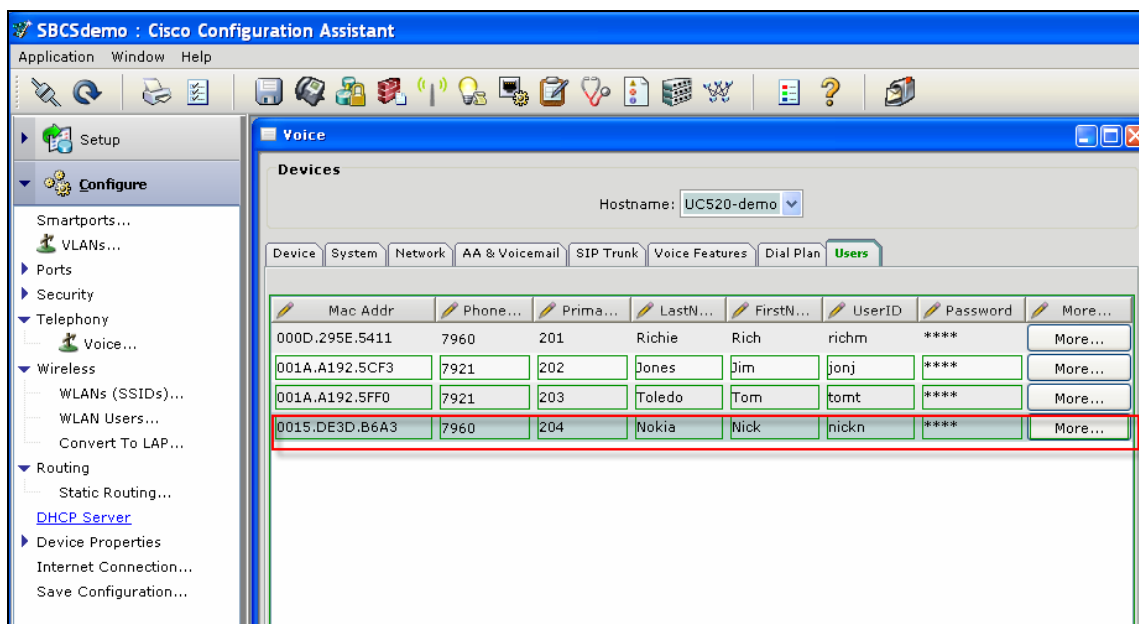 SBCSdemo : Cisco Configuration Assistant
Application Window Help
Setup
Configure
Smartports...
VLANs...
Ports
Security
Telephony
Voice...
Wireless
WLANs (SSIDs)...
WLAN Users...
Convert To LAP...
Routing
Static Routing...
DHCP Server
Device Properties
Internet Connection...
Save Configuration...
Voice
Devices
Hostname: UC520-demo
Device System Network AA & Voicemail SIP Trunk Voice Features Dial Plan Users
Mac Addr Phone... Prima... LastN... FirstN... UserID Password More...
000D.295E.5411 7960 201 Richie Rich richm **** More...
001A.A192.5CF3 7921 202 Jones Jim jonj **** More...
001A.A192.5FF0 7921 203 Toledo Tom tomt **** More...
0015.DE3D.B6A3 7960 204 Nokia Nick nickn **** More...